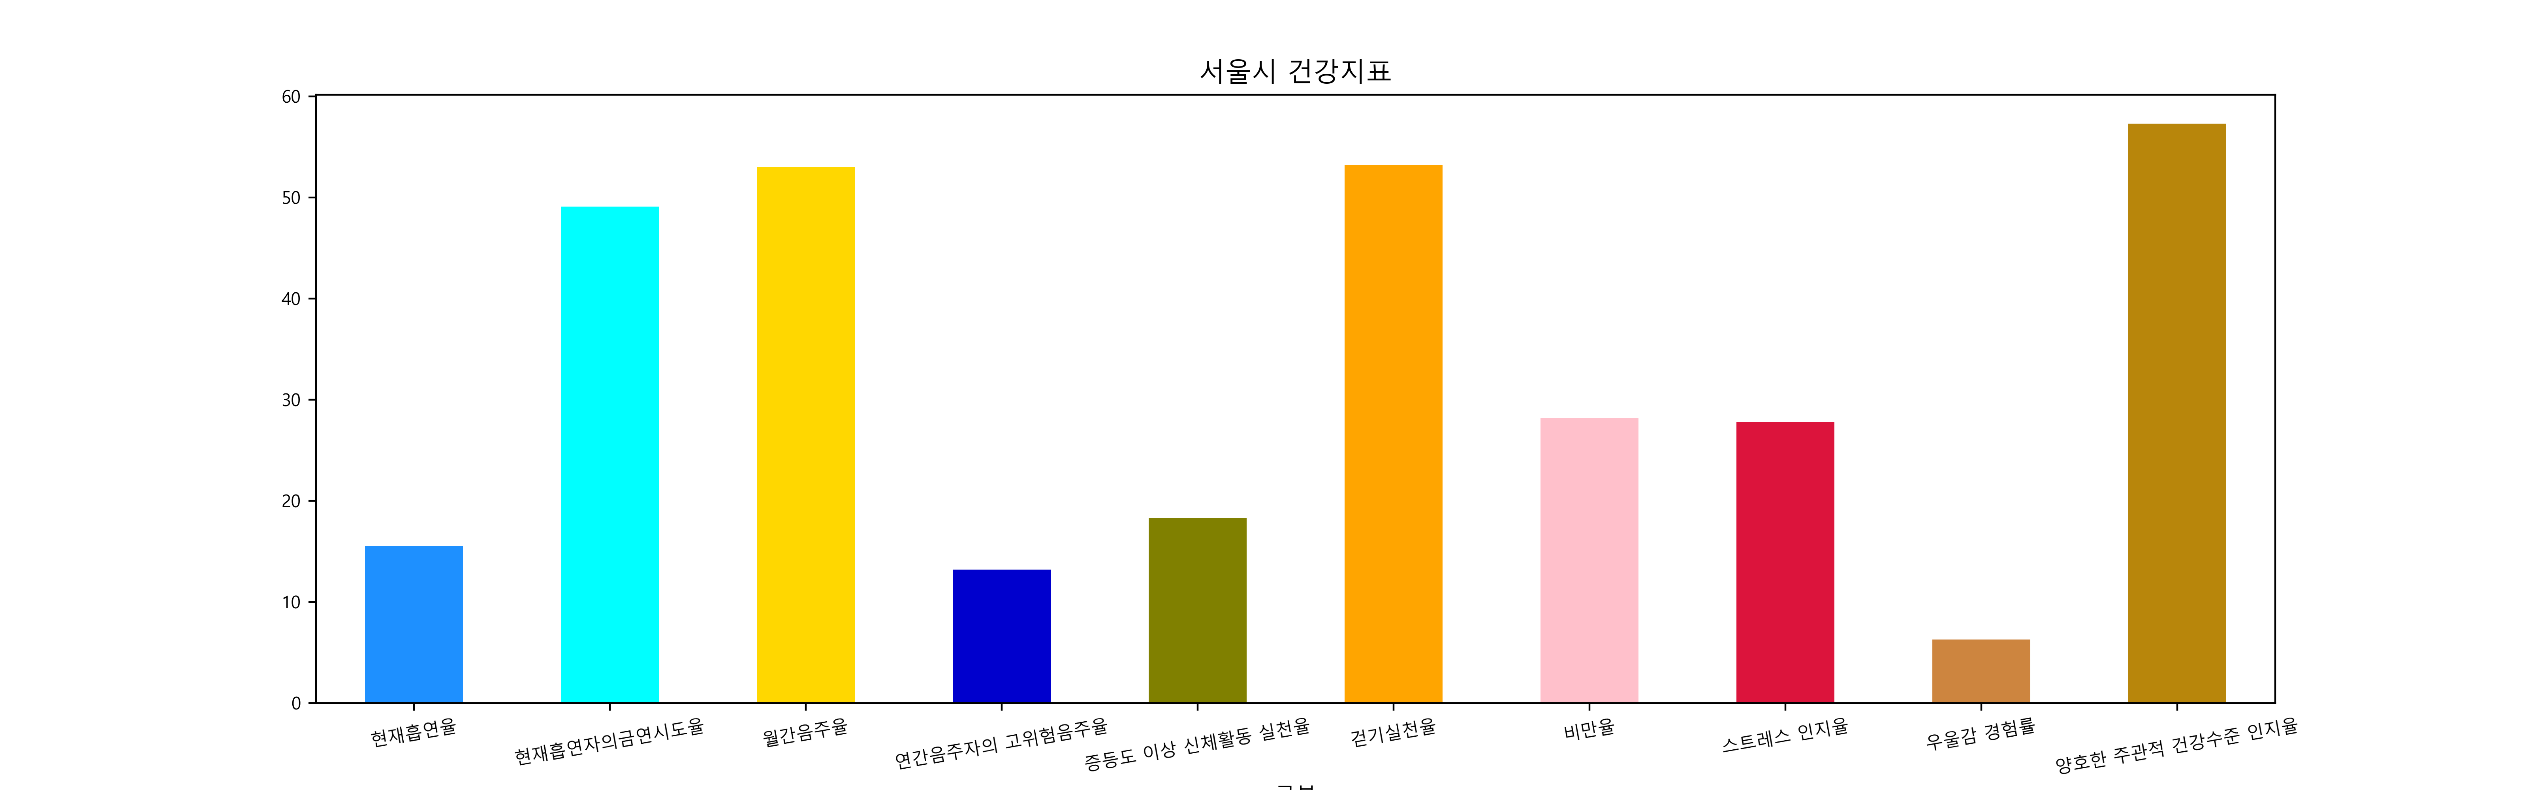 서울시 건강지표
60
50
40
30
20
10
0
현재흡연율
현재흡연자의금연시도율
월간음주율
연간음주자의 고위험음주율
증등도 이상 신체활동 실천율
걷기실천율
비만율
스트레스 인지율
우울감 경험률
양호한 주관적 건강수준 인지율